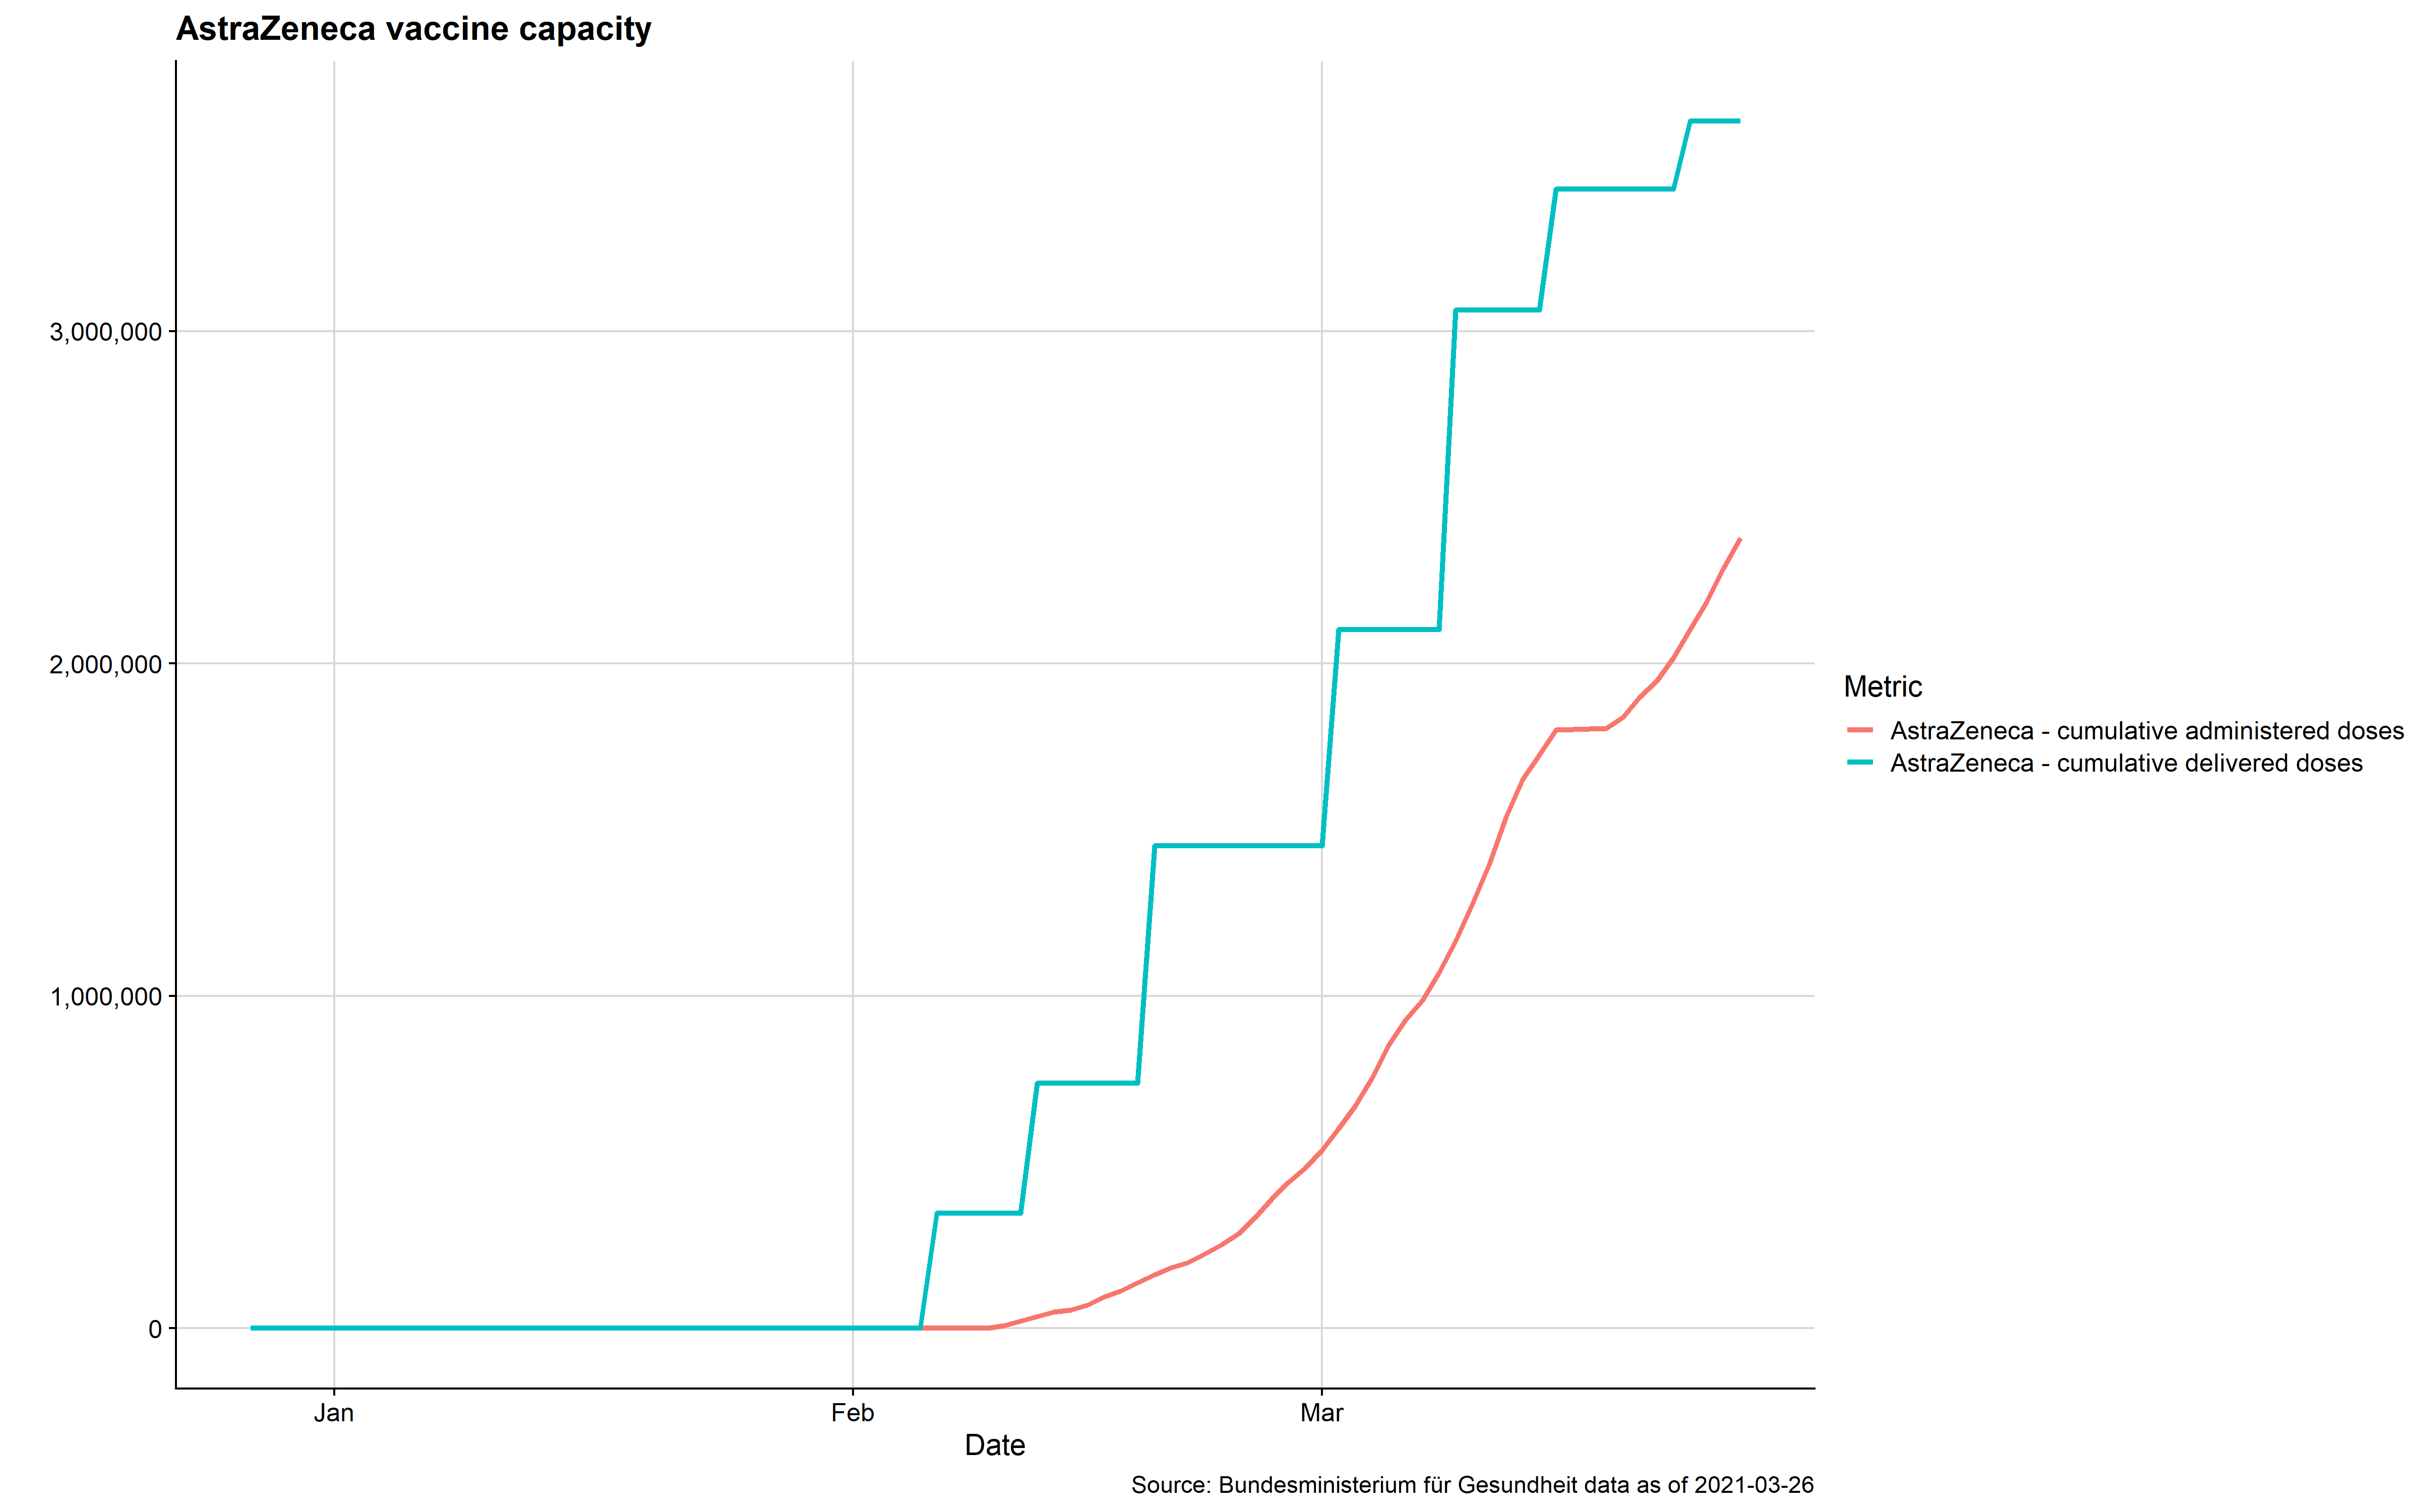 AstraZeneca vaccine capacity
3,000,000
2,000,000
1,000,000
0
Jan
Feb
Mar
Date
Metric
AstraZeneca - cumulative administered doses
AstraZeneca - cumulative delivered doses
Source: Bundesministerium für Gesundheit data as of 2021-03-26